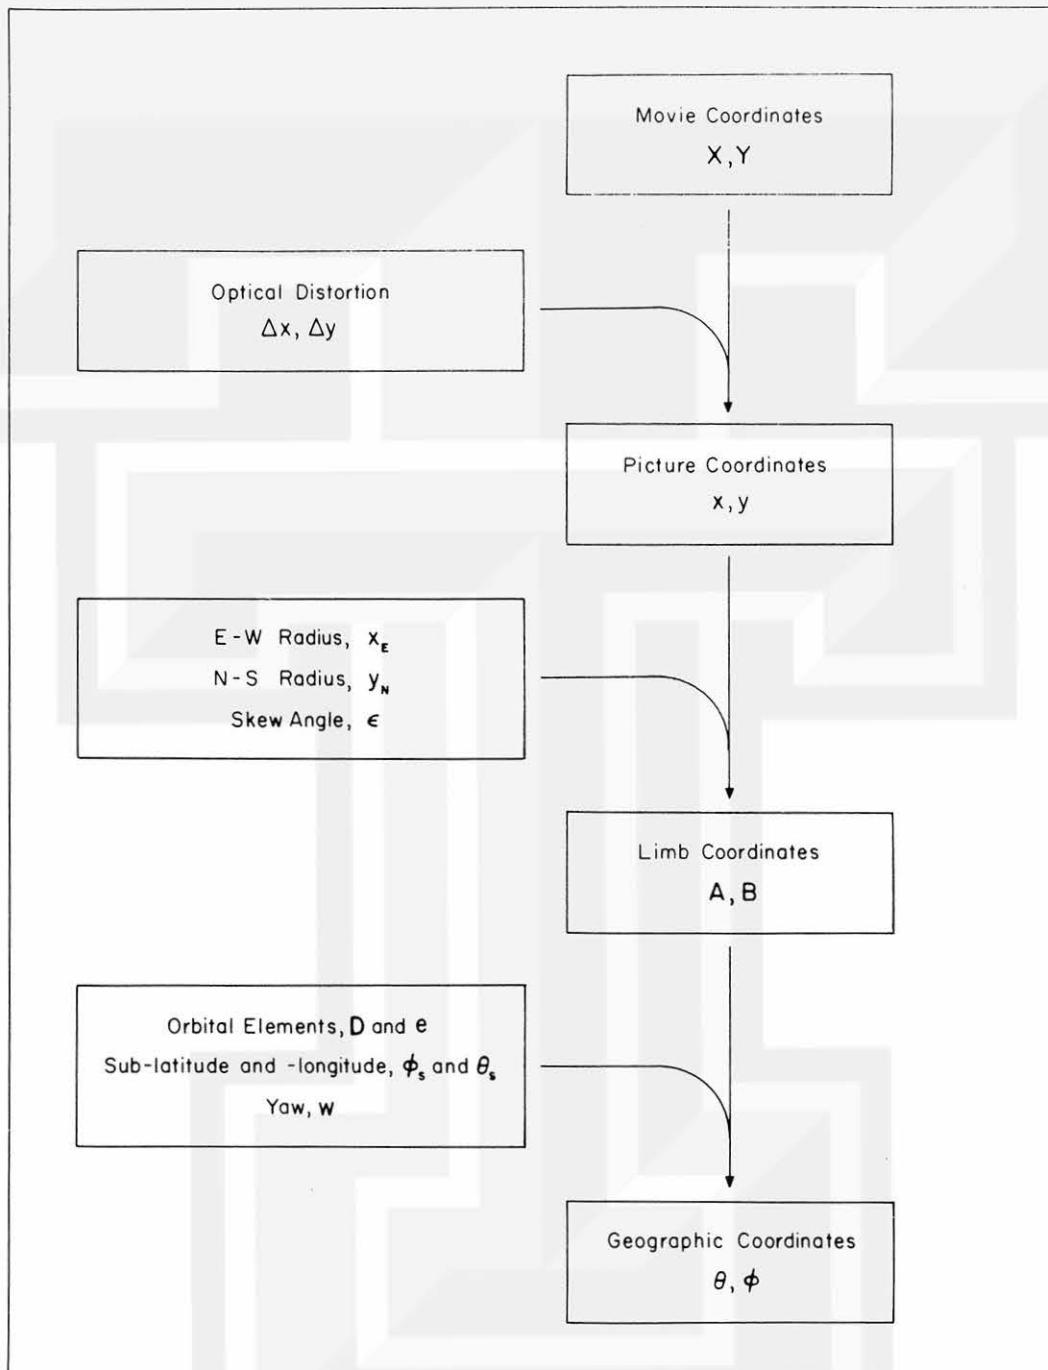 Movie Coordinates
X, Y
Optical Distortion
Δx, Δy
Picture Coordinates
x, y
E-W Radius, x_E
N-S Radius, y_N
Skew Angle, ϵ
Limb Coordinates
A, B
Orbital Elements, D and e
Sub-latitude and -longitude, ϕ_s and θ_s
Yaw, w
Geographic Coordinates
θ, ϕ